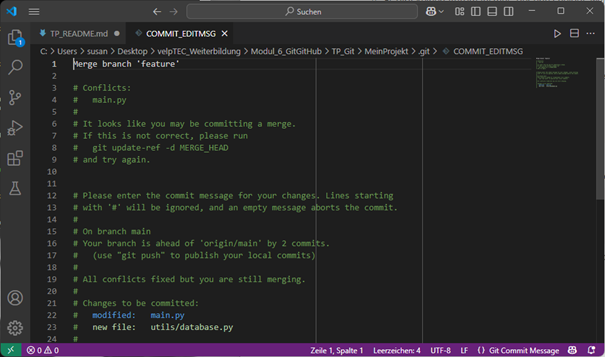 Suchen
TP_README.md
COMMIT_EDITMSG
C: > Users > susan > Desktop > velpTEC_Weiterbildung > Modul_6_GitGitHub > TP_Git > MeinProjekt > .git > COMMIT_EDITMSG
1 Merge branch 'feature'
2
3 # Conflicts:
4 # main.py
5 #
6 # It looks like you may be committing a merge.
7 # If this is not correct, please run
8 # git update-ref -d MERGE_HEAD
9 # and try again.
10
11
12 # Please enter the commit message for your changes. Lines starting
13 # with '#' will be ignored, and an empty message aborts the commit.
14 #
15 # On branch main
16 # Your branch is ahead of 'origin/main' by 2 commits.
17 # (use "git push" to publish your local commits)
18 #
19 # All conflicts fixed but you are still merging.
20 #
21 # Changes to be committed:
22 # modified: main.py
23 # new file: utils/database.py
24 #
1
0 0 Zeile 1, Spalte 1 Leerzeichen: 4 UTF-8 LF {} Git Commit Message